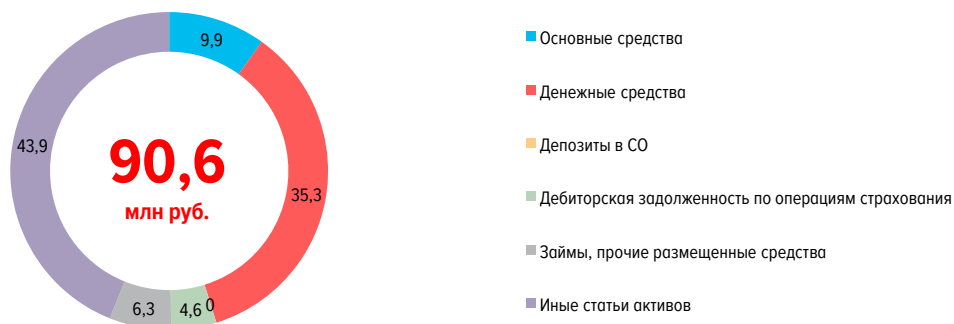 9,9
43,9
90,6
млн руб.
35,3
6,3
4,6
0
Основные средства
Денежные средства
Депозиты в СО
Дебиторская задолженность по операциям страхования
Займы, прочие размещенные средства
Иные статьи активов